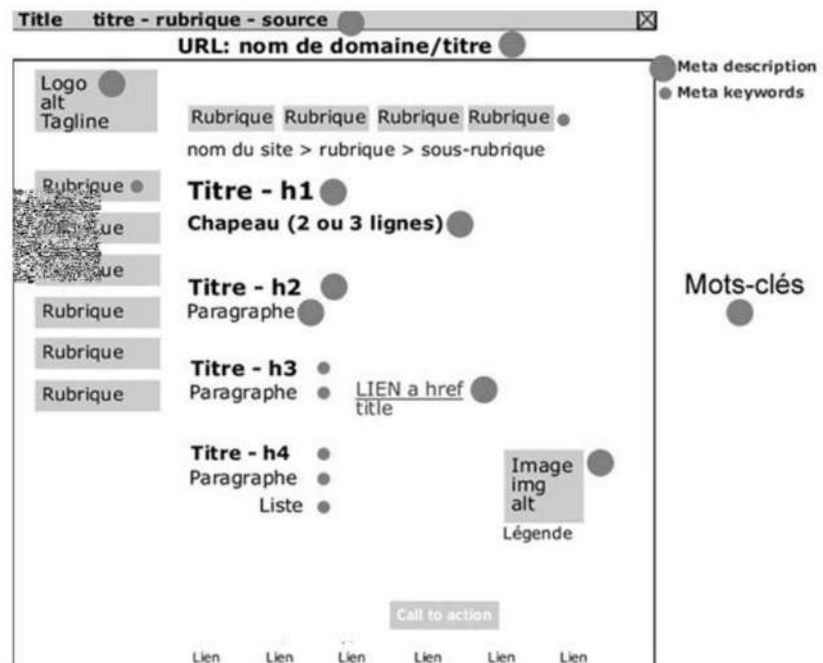 Title titre - rubrique - source
URL: nom de domaine/titre
Meta description
Meta keywords
Logo
alt
Tagline
Rubrique Rubrique Rubrique Rubrique
nom du site > rubrique > sous-rubrique
Rubrique
Rubrique
Rubrique
Rubrique
Titre - h1
Chapeau (2 ou 3 lignes)
Titre - h2
Paragraphe
Mots-clés
Titre - h3
Paragraphe
LIEN a href
title
Titre - h4
Paragraphe
Liste
Image
img
alt
Légende
Call to action
Lien Lien Lien Lien Lien Lien